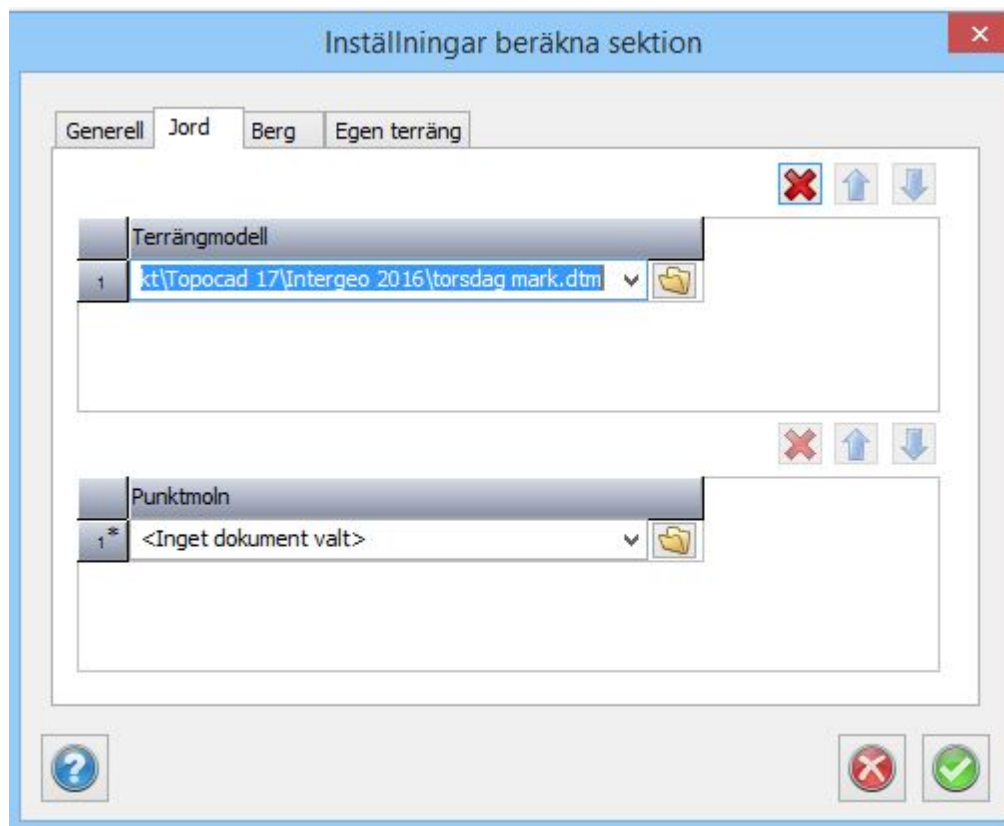 Inställningar beräkna sektion
Generell Jord Berg Egen terräng
Terrängmodell
1 kt\Topocad 17\Intergeo 2016\torsdag mark.dtm
Punktmoln
1* <Inget dokument valt>